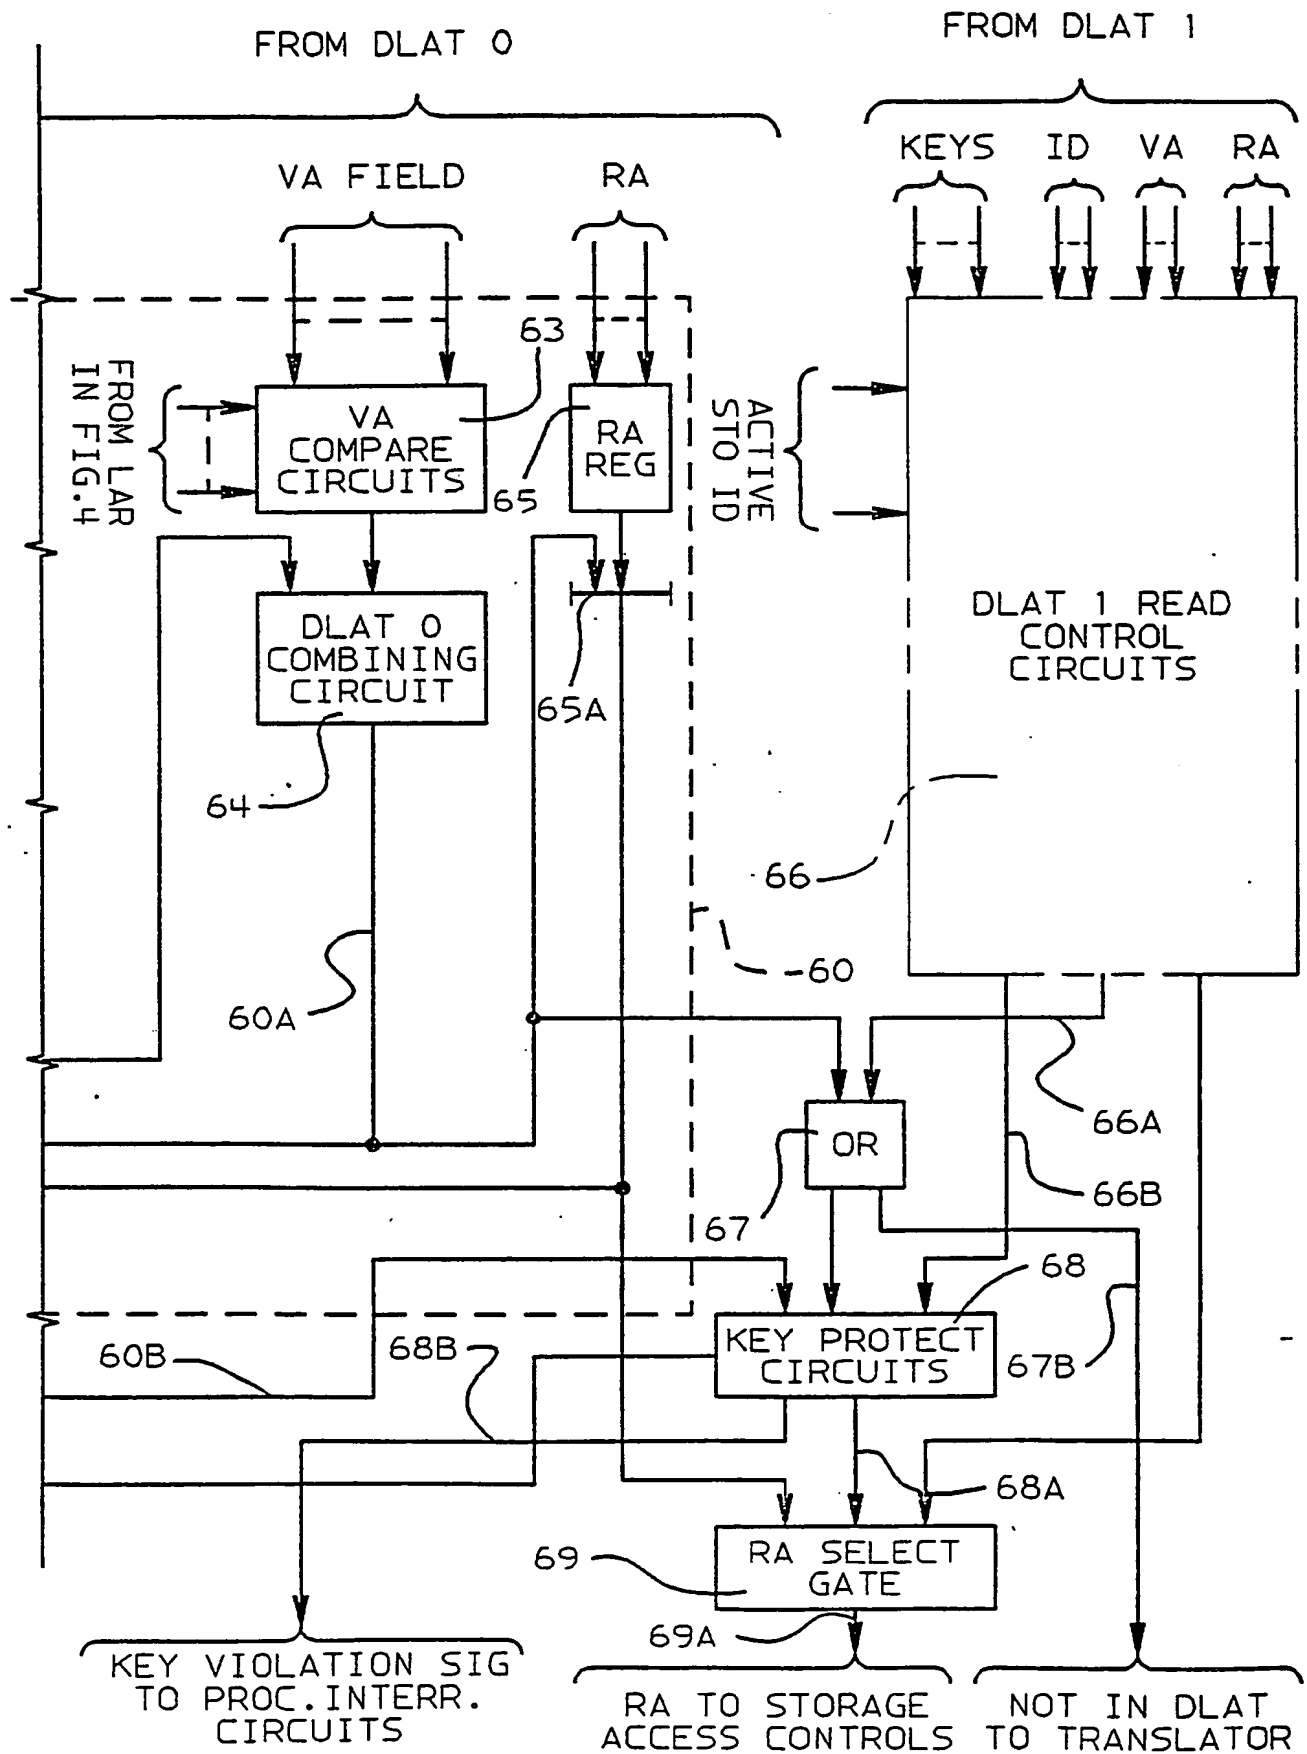 FROM DLAT 0
FROM DLAT 1
KEYS
ID
VA
RA
VA FIELD
RA
63
FROM LAR
IN FIG.4
VA
COMPARE
CIRCUITS
65
RA
REG
ACTIVE
STO ID
DLAT 0
COMBINING
CIRCUIT
65A
DLAT 1 READ
CONTROL
CIRCUITS
64
66
60
60A
66A
OR
66B
67
68
60B
68B
KEY PROTECT
CIRCUITS
67B
68A
69
RA SELECT
GATE
69A
KEY VIOLATION SIG
TO PROC.INTERR.
CIRCUITS
RA TO STORAGE
ACCESS CONTROLS
NOT IN DLAT
TO TRANSLATOR